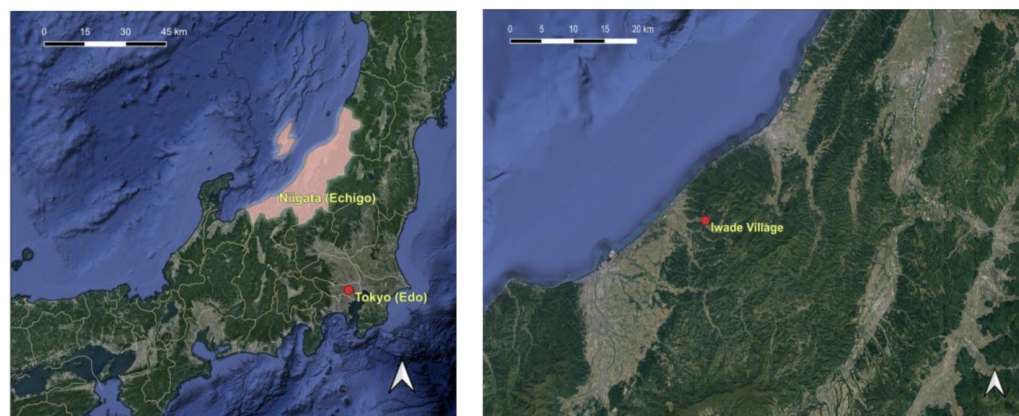 0 15 30 45 km
Niigata (Echigo)
Tokyo (Edo)
0 5 10 15 20 km
Iwade Village